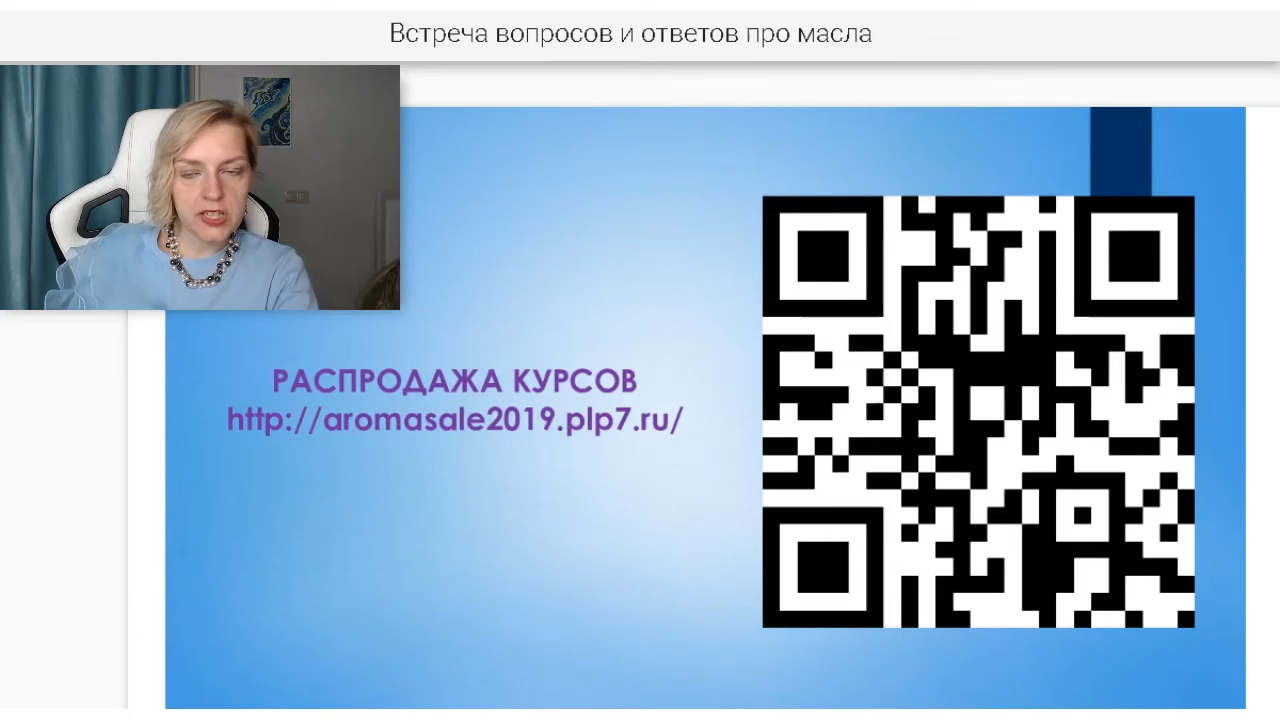 Встреча вопросов и ответов про масла
РАСПРОДАЖА КУРСОВ
http://aromasale2019.plp7.ru/